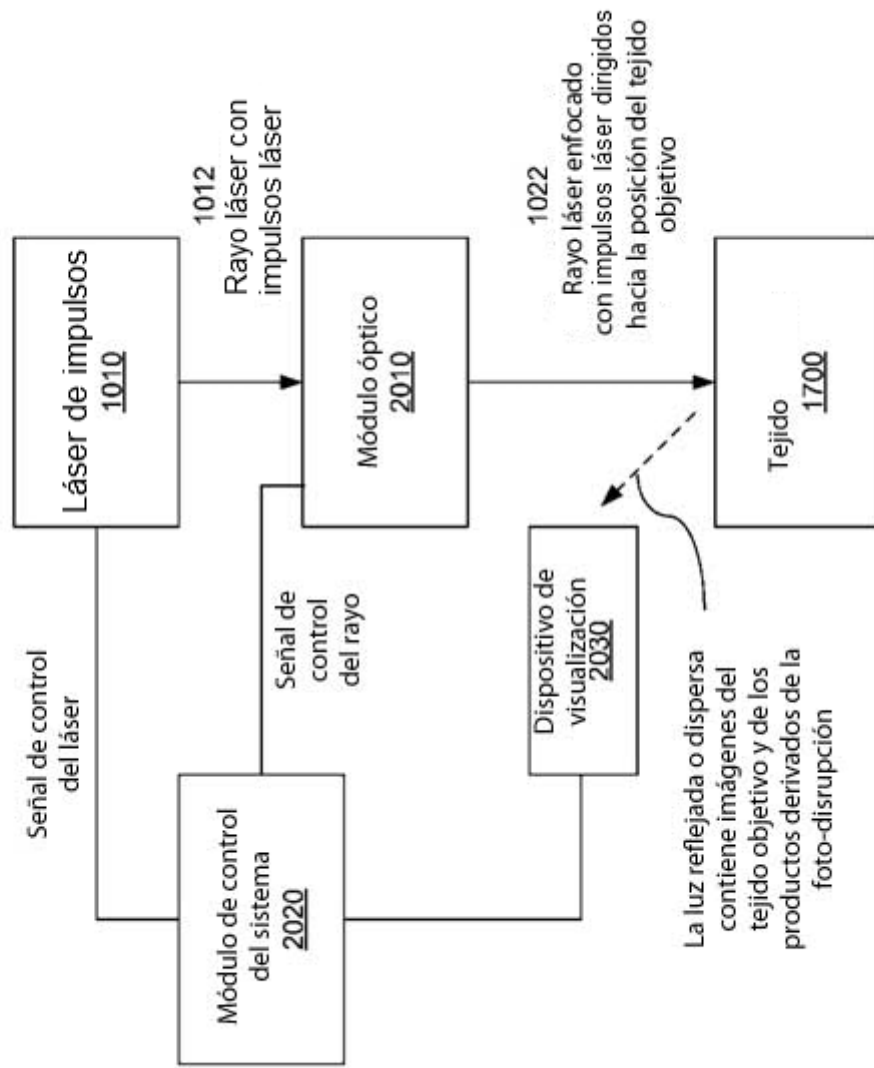 Láser de impulsos
1010
1012
Rayo láser con
impulsos láser
Señal de control
del láser
Módulo óptico
2010
Señal de
control
del rayo
Módulo de control
del sistema
2020
1022
Rayo láser enfocado
con impulsos láser dirigidos
hacia la posición del tejido
objetivo
Dispositivo de
visualización
2030
Tejido
1700
La luz reflejada o dispersa
contiene imágenes del
tejido objetivo y de los
productos derivados de la
foto-disrupción